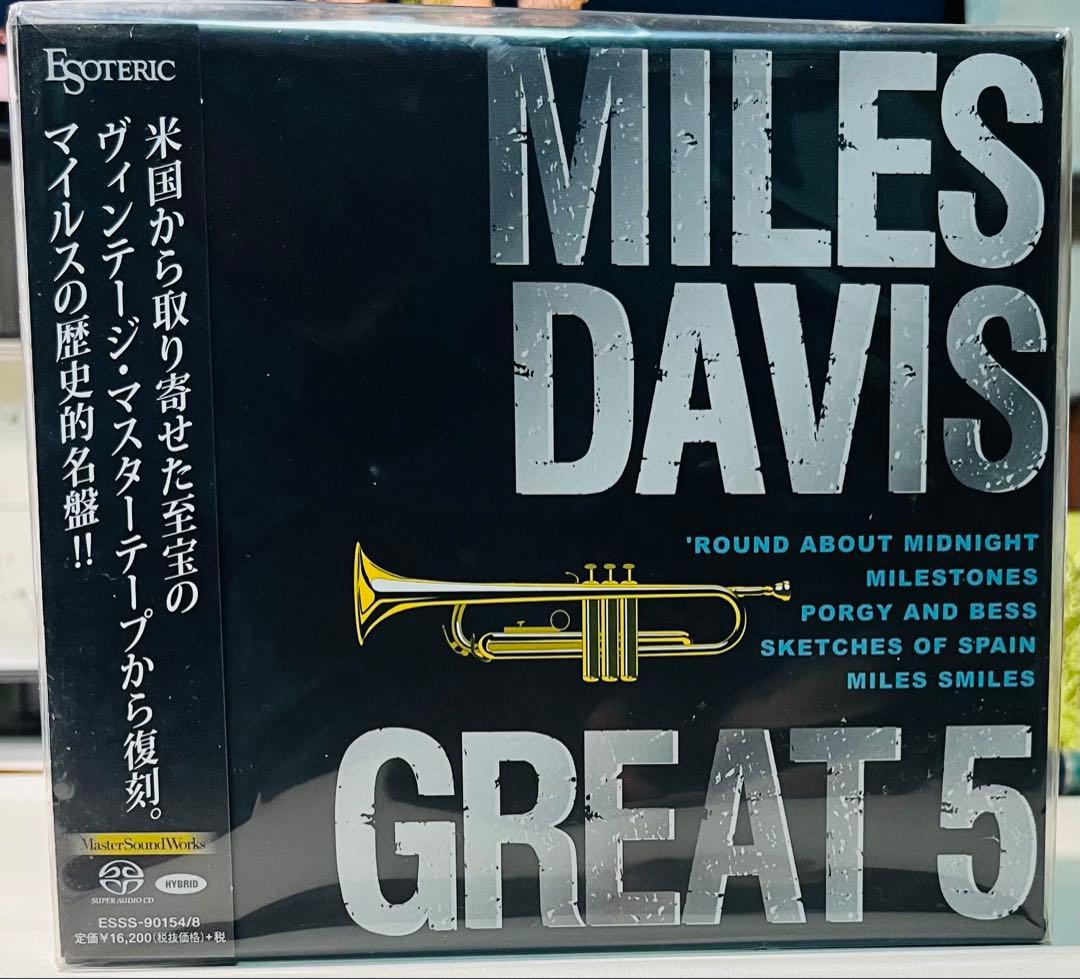 ESOTERIC
米国から取り寄せた至宝の
ヴィンテージ・マスターテープから復刻。
マイルスの歴史的名盤!!
MasterSoundWorks
SUPER AUDIO CD
HYBRID
ESSS-90154/8
定価¥16,200(税抜価格)+税
MILES
DAVIS
'ROUND ABOUT MIDNIGHT
MILESTONES
PORGY AND BESS
SKETCHES OF SPAIN
MILES SMILES
GREAT 5